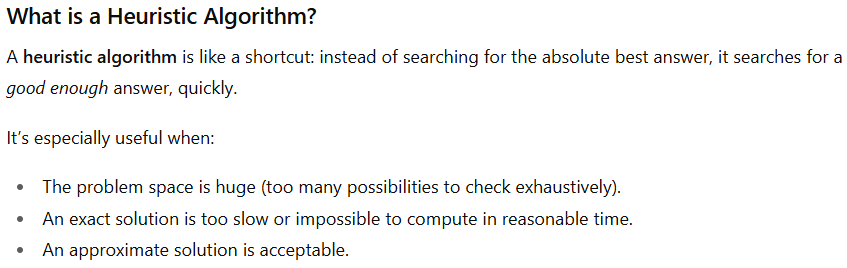 What is a Heuristic Algorithm?
A heuristic algorithm is like a shortcut: instead of searching for the absolute best answer, it searches for a
good enough answer, quickly.
It’s especially useful when:
• The problem space is huge (too many possibilities to check exhaustively).
• An exact solution is too slow or impossible to compute in reasonable time.
• An approximate solution is acceptable.